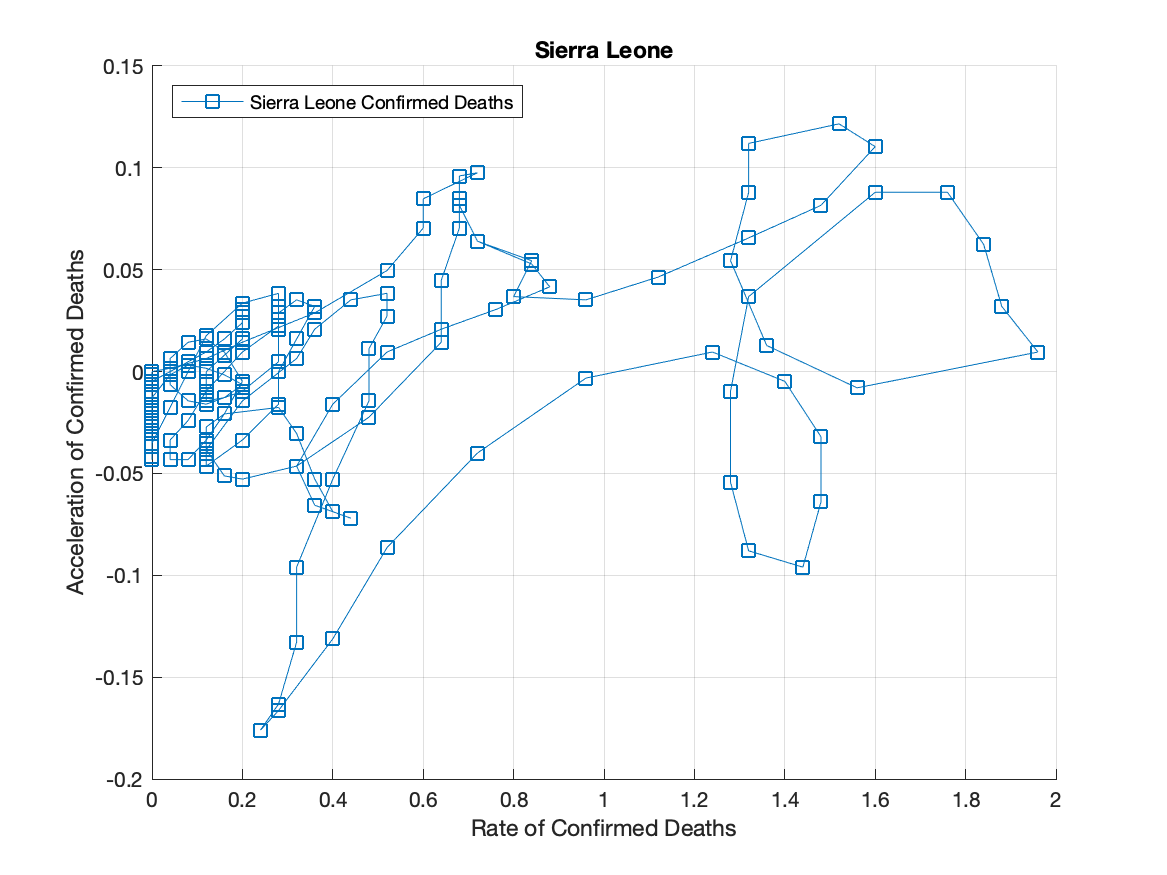 Sierra Leone
0.15
Sierra Leone Confirmed Deaths
0.1
0.05
0
-0.05
-0.1
-0.15
-0.2
Acceleration of Confirmed Deaths
0 0.2 0.4 0.6 0.8 1 1.2 1.4 1.6 1.8 2
Rate of Confirmed Deaths